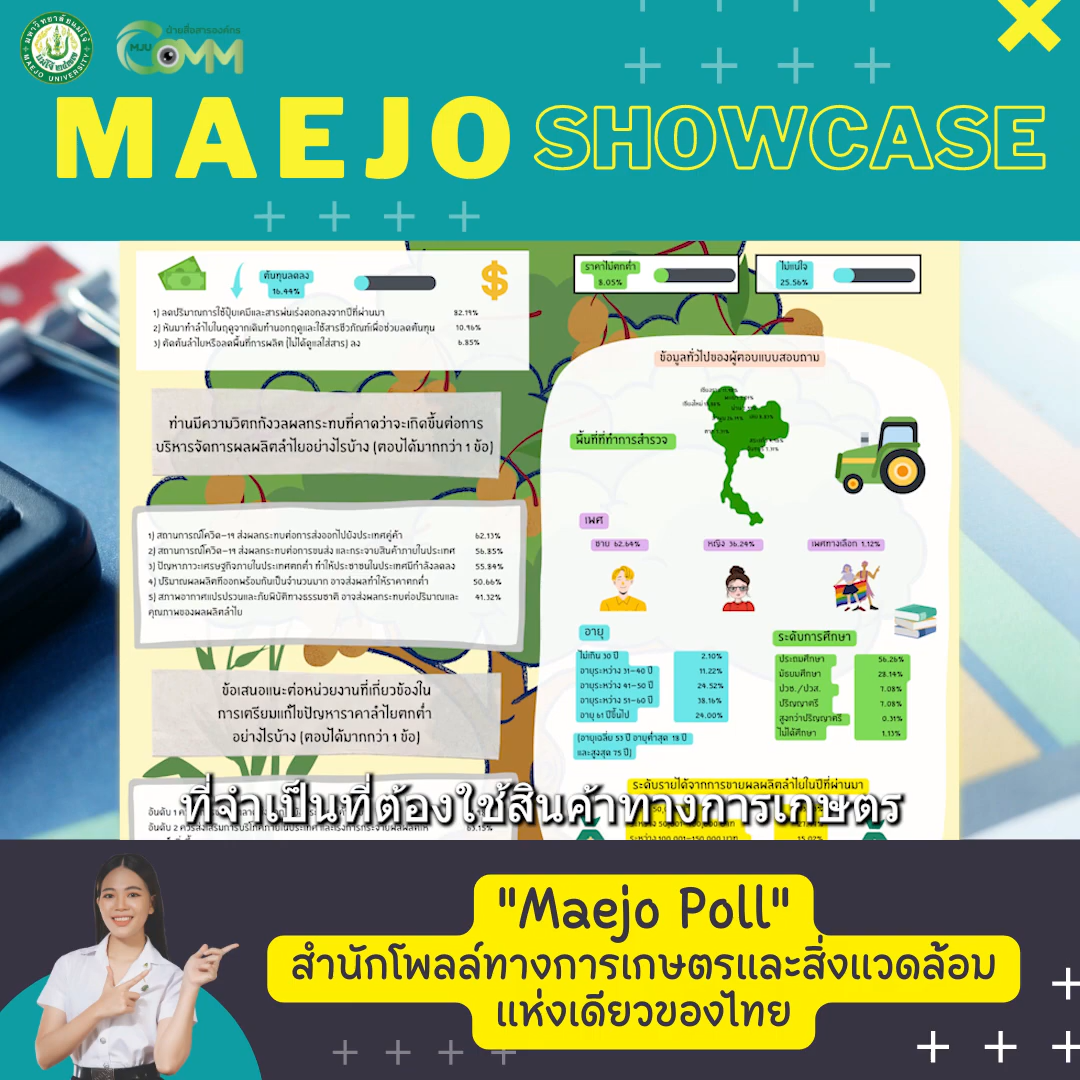 มหาวิทยาลัยแม่โจ้
MAEJO UNIVERSITY
ฝ่ายสื่อสารองค์กร
MJU
COMM
MAEJO SHOWCASE
ต้นทุนลดลง
16.44%
1) ลดปริมาณการใช้ปุ๋ยเคมีและสารพ่นเร่งดอกลงจากปีที่ผ่านมา 82.19%
2) หันมาทำลำไยในฤดูจากเดิมทำนอกฤดูและใช้สารชีวภัณฑ์เพื่อช่วยลดต้นทุน 10.96%
3) ตัดต้นลำไยหรือลดพื้นที่การผลิต (ไม่ได้ดูแลใส่สาร) ลง 6.85%
ท่านมีความวิตกกังวลผลกระทบที่คาดว่าจะเกิดขึ้นต่อการ
บริหารจัดการผลผลิตลำไยอย่างไรบ้าง (ตอบได้มากกว่า 1 ข้อ)
1) สถานการณ์โควิด-19 ส่งผลกระทบต่อการส่งออกไปยังประเทศคู่ค้า 62.13%
2) สถานการณ์โควิด-19 ส่งผลกระทบต่อการขนส่ง และกระจายสินค้าภายในประเทศ 56.85%
3) ปัญหาภาวะเศรษฐกิจภายในประเทศตกต่ำ ทำให้ประชาชนในประเทศมีกำลังลดลง 55.84%
4) ปริมาณผลผลิตที่ออกพร้อมกันเป็นจำนวนมาก อาจส่งผลทำให้ราคาตกต่ำ 50.66%
5) สภาพอากาศแปรปรวนและภัยพิบัติทางธรรมชาติ อาจส่งผลกระทบต่อปริมาณและ 41.32%
คุณภาพของผลผลิตลำไย
ข้อเสนอแนะต่อหน่วยงานที่เกี่ยวข้องใน
การเตรียมแก้ไขปัญหาราคาลำไยตกต่ำ
อย่างไรบ้าง (ตอบได้มากกว่า 1 ข้อ)
ราคาไม่ตกต่ำ
8.05%
ไม่แน่ใจ
25.56%
ข้อมูลทั่วไปของผู้ตอบแบบสอบถาม
พื้นที่ที่ทำการสำรวจ
เพศ
ชาย 62.64% หญิง 36.24% เพศทางเลือก 1.12%
อายุ
ไม่เกิน 30 ปี 2.10%
อายุระหว่าง 31-40 ปี 11.22%
อายุระหว่าง 41-50 ปี 24.52%
อายุระหว่าง 51-60 ปี 38.16%
อายุ 61 ปีขึ้นไป 24.00%
(อายุเฉลี่ย 53 ปี อายุต่ำสุด 18 ปี
และสูงสุด 75 ปี)
ระดับการศึกษา
ประถมศึกษา 56.26%
มัธยมศึกษา 28.14%
ปวช./ปวส. 7.08%
ปริญญาตรี 7.08%
สูงกว่าปริญญาตรี 0.31%
ไม่ได้ศึกษา 1.13%
ระดับรายได้จากการขายผลผลิตลำไยในปีที่ผ่านมา
ที่จำเป็นที่ต้องใช้สินค้าทางการเกษตร
"Maejo Poll"
สำนักโพลล์ทางการเกษตรและสิ่งแวดล้อม
แห่งเดียวของไทย